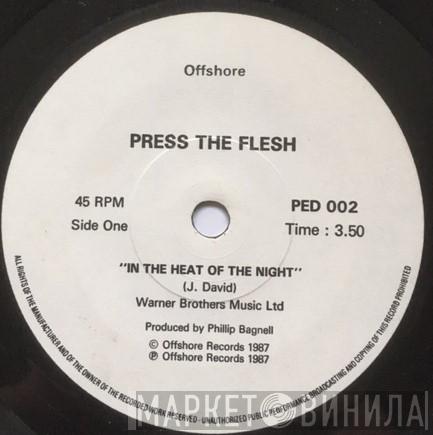 Offshore
PRESS THE FLESH
45 RPM
Side One
PED 002
Time : 3.50
"IN THE HEAT OF THE NIGHT"
(J. David)
Warner Brothers Music Ltd
Produced by Phillip Bagnell
© Offshore Records 1987
℗ Offshore Records 1987
ALL RIGHTS OF THE MANUFACTURER AND OF THE OWNER OF THE RECORDED WORK RESERVED - UNAUTHORIZED PUBLIC PERFORMANCE BROADCASTING AND COPYING OF THIS RECORD PROHIBITED
МАРКЕТ ВИНИЛА